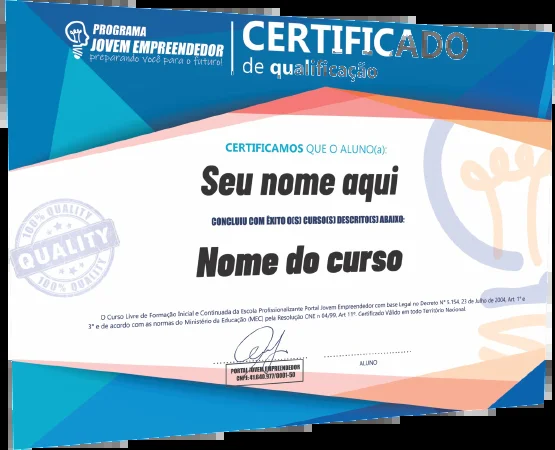 PROGRAMA
JOVEM EMPREENDEDOR
preparando você para o futuro!
CERTIFICADO
de qualificação
CERTIFICAMOS QUE O ALUNO(a):
Seu nome aqui
CONCLUIU COM ÊXITO O(S) CURSO(S) DESCRITO(S) ABAIXO:
Nome do curso
100% QUALITY
QUALITY
100% QUALITY
O Curso Livre de Formação Inicial e Continuada da Escola Profissionalizante Portal Jovem Empreendedor com base Legal no Decreto N° 5.154, 23 de Julho de 2004, Art. 1° e
3° e de acordo com as normas do Ministério da Educação (MEC) pela Resolução CNE n 04/99, Art 11°. Certificado Válido em todo Território Nacional.
PORTAL JOVEM EMPREENDEDOR
CNPJ: 41.640.977/0001-50
ALUNO